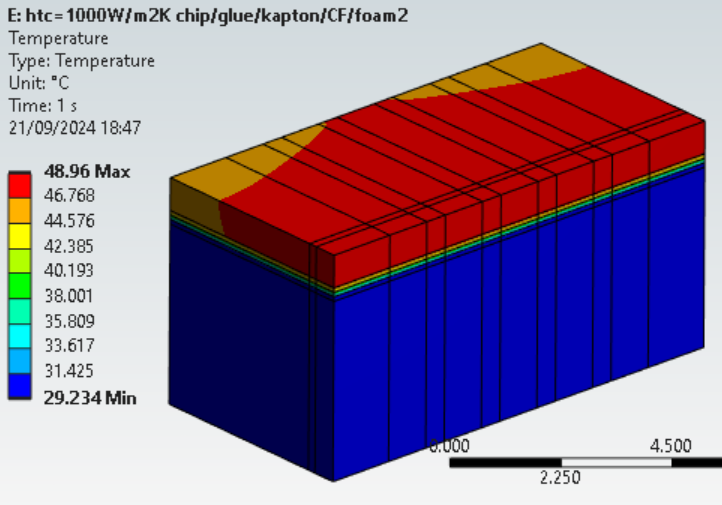 E: htc=1000W/m2K chip/glue/kapton/CF/foam2
Temperature
Type: Temperature
Unit: °C
Time: 1 s
21/09/2024 18:47
48.96 Max
46.768
44.576
42.385
40.193
38.001
35.809
33.617
31.425
29.234 Min
0.000 4.500
2.250